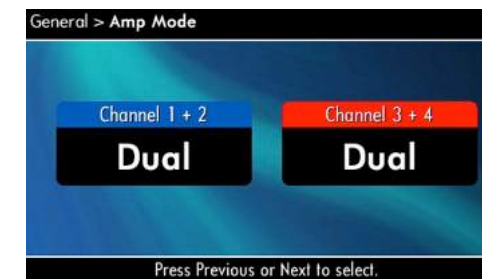 General > Amp Mode
Channel 1 + 2
Dual
Channel 3 + 4
Dual
Press Previous or Next to select.